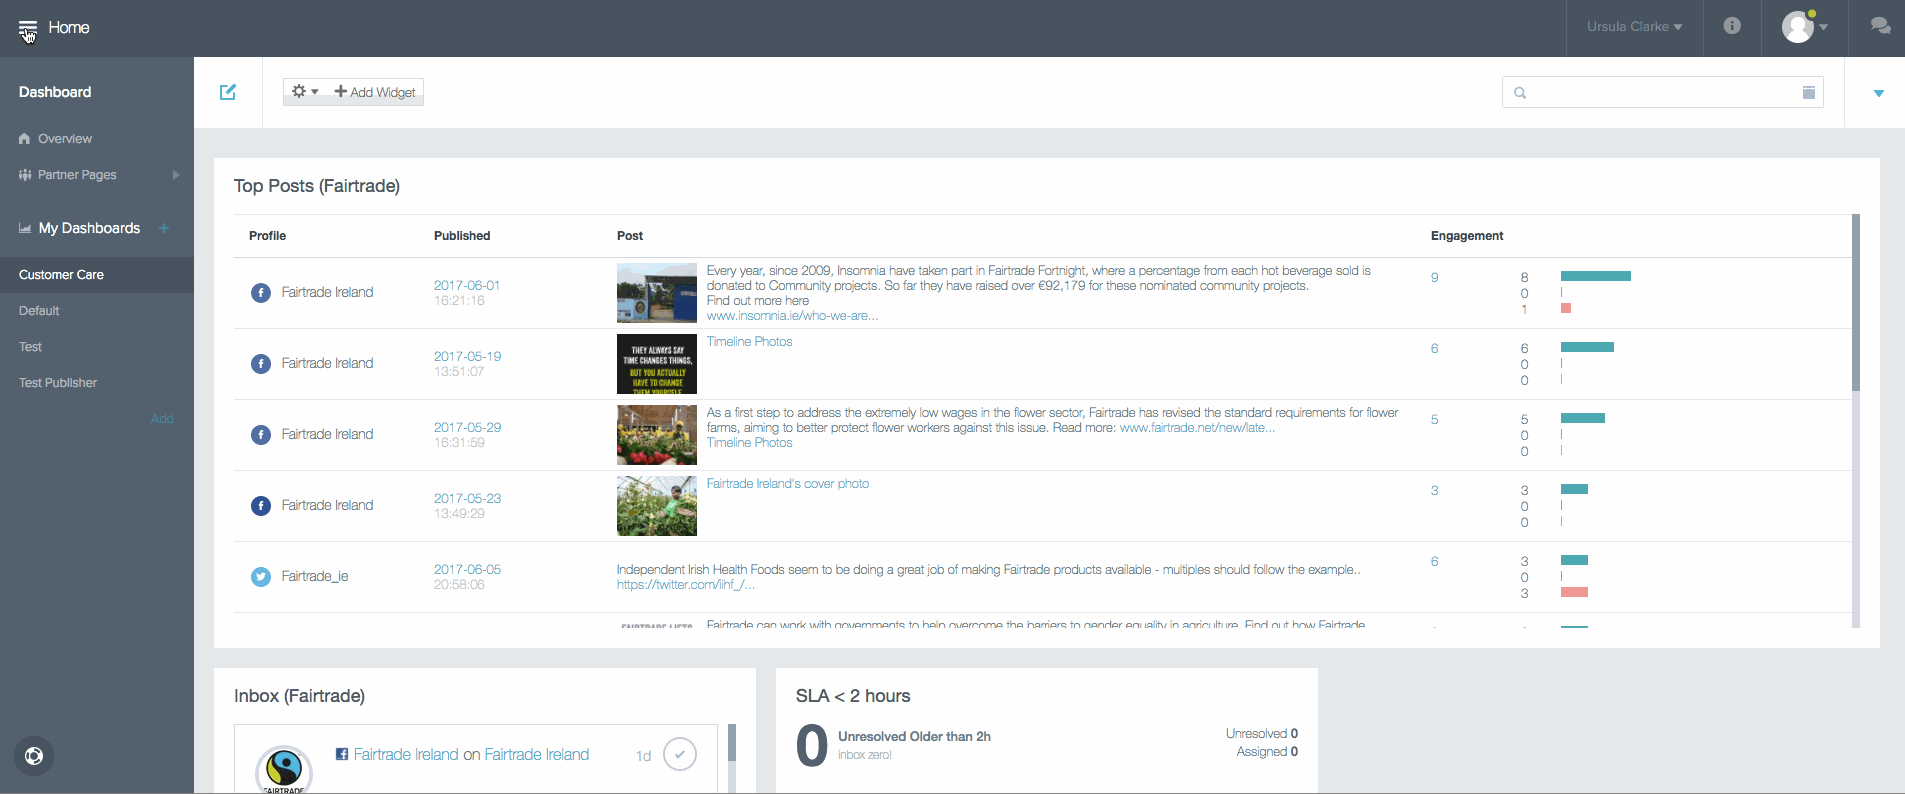 Home
Ursula Clarke
Dashboard
Overview
Partner Pages
My Dashboards +
Customer Care
Default
Test
Test Publisher
Add
+ Add Widget
Top Posts (Fairtrade)
Profile Published Post Engagement
Fairtrade Ireland
2017-06-01
16:21:16
Every year, since 2009, Insomnia have taken part in Fairtrade Fortnight, where a percentage from each hot beverage sold is
donated to Community projects. So far they have raised over €92,179 for these nominated community projects.
Find out more here
www.insomnia.ie/who-we-are...
9
8
0
1
Fairtrade Ireland
2017-05-19
13:51:07
THEY ALWAYS SAY
TIME CHANGES THINGS,
BUT YOU ACTUALLY
HAVE TO CHANGE
THEM YOURSELF
Timeline Photos
6
6
0
0
Fairtrade Ireland
2017-05-29
16:31:59
As a first step to address the extremely low wages in the flower sector, Fairtrade has revised the standard requirements for flower
farms, aiming to better protect flower workers against this issue. Read more: www.fairtrade.net/new/late...
Timeline Photos
5
5
0
0
Fairtrade Ireland
2017-05-23
13:49:29
Fairtrade Ireland's cover photo
3
3
0
0
Fairtrade_ie
2017-06-05
20:58:06
Independent Irish Health Foods seem to be doing a great job of making Fairtrade products available - multiples should follow the example..
https://twitter.com/iihf_/...
6
3
0
3
FAIRTRADE LIFTS
Fairtrade can work with governments to help overcome the barriers to gender equality in agriculture. Find out how Fairtrade
Inbox (Fairtrade)
FAIRTRADE
Fairtrade Ireland on Fairtrade Ireland
1d
SLA < 2 hours
0
Unresolved Older than 2h
inbox zero!
Unresolved 0
Assigned 0